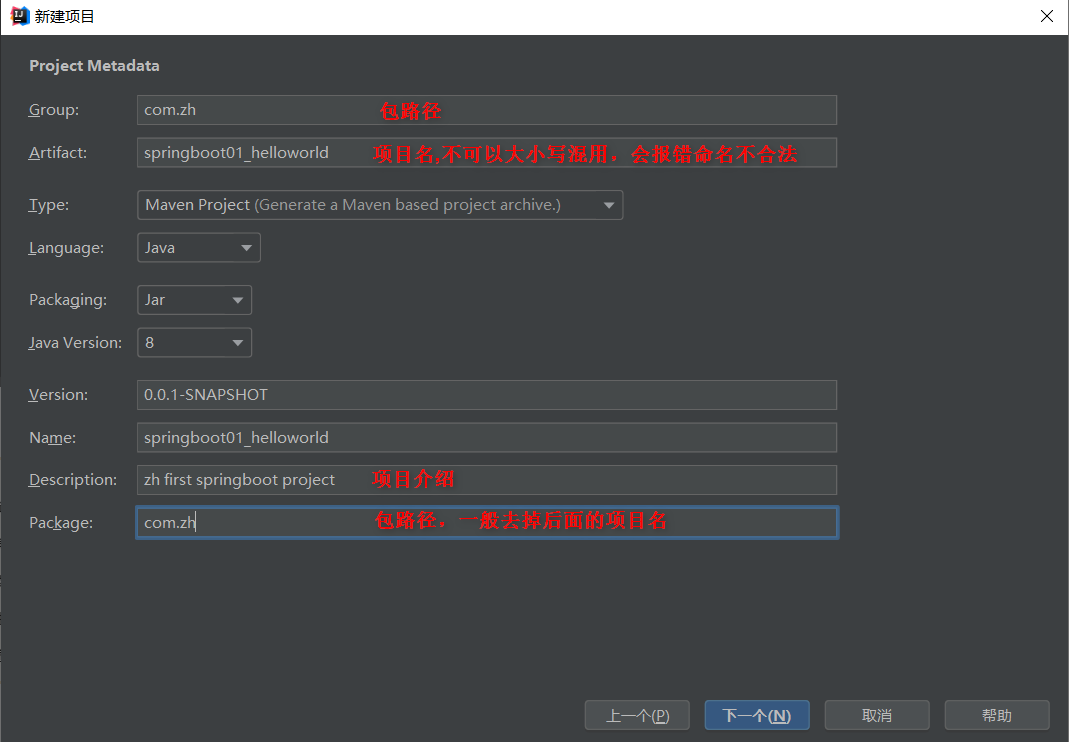 新建项目
Project Metadata
Group: com.zh 包路径
Artifact: springboot01_helloworld 项目名,不可以大小写混用，会报错命名不合法
Type: Maven Project (Generate a Maven based project archive.)
Language: Java
Packaging: Jar
Java Version: 8
Version: 0.0.1-SNAPSHOT
Name: springboot01_helloworld
Description: zh first springboot project 项目介绍
Package: com.zh 包路径，一般去掉后面的项目名
上一个(P) 下一个(N) 取消 帮助